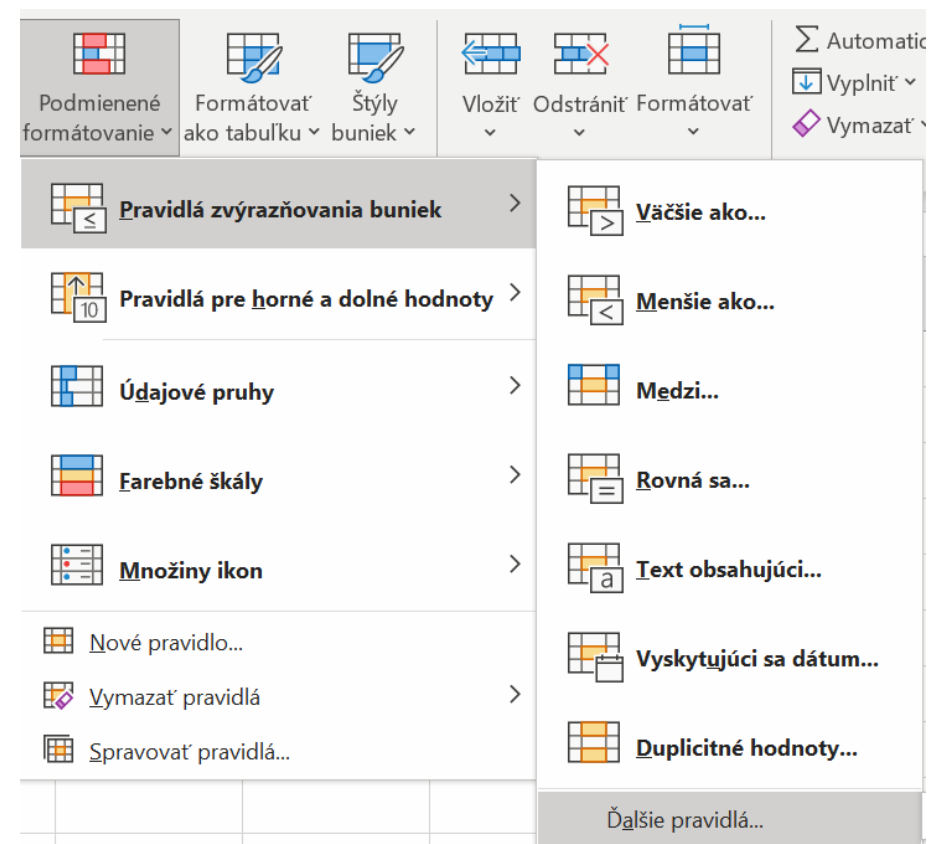 Podmienené
formátovanie
Formátovať
ako tabuľku
Štýly
buniek
Vložiť
Odstrániť
Formátovať
Vyplniť
Vymazať
Pravidlá zvýrazňovania buniek
Pravidlá pre horné a dolné hodnoty
10
Údajové pruhy
Farebné škály
Množiny ikon
Nové pravidlo...
Vymazať pravidlá
Spravovať pravidlá...
Väčšie ako...
Menšie ako...
Medzi...
Rovná sa...
a
Text obsahujúci...
Vyskytujúci sa dátum...
Duplicitné hodnoty...
Ďalšie pravidlá...